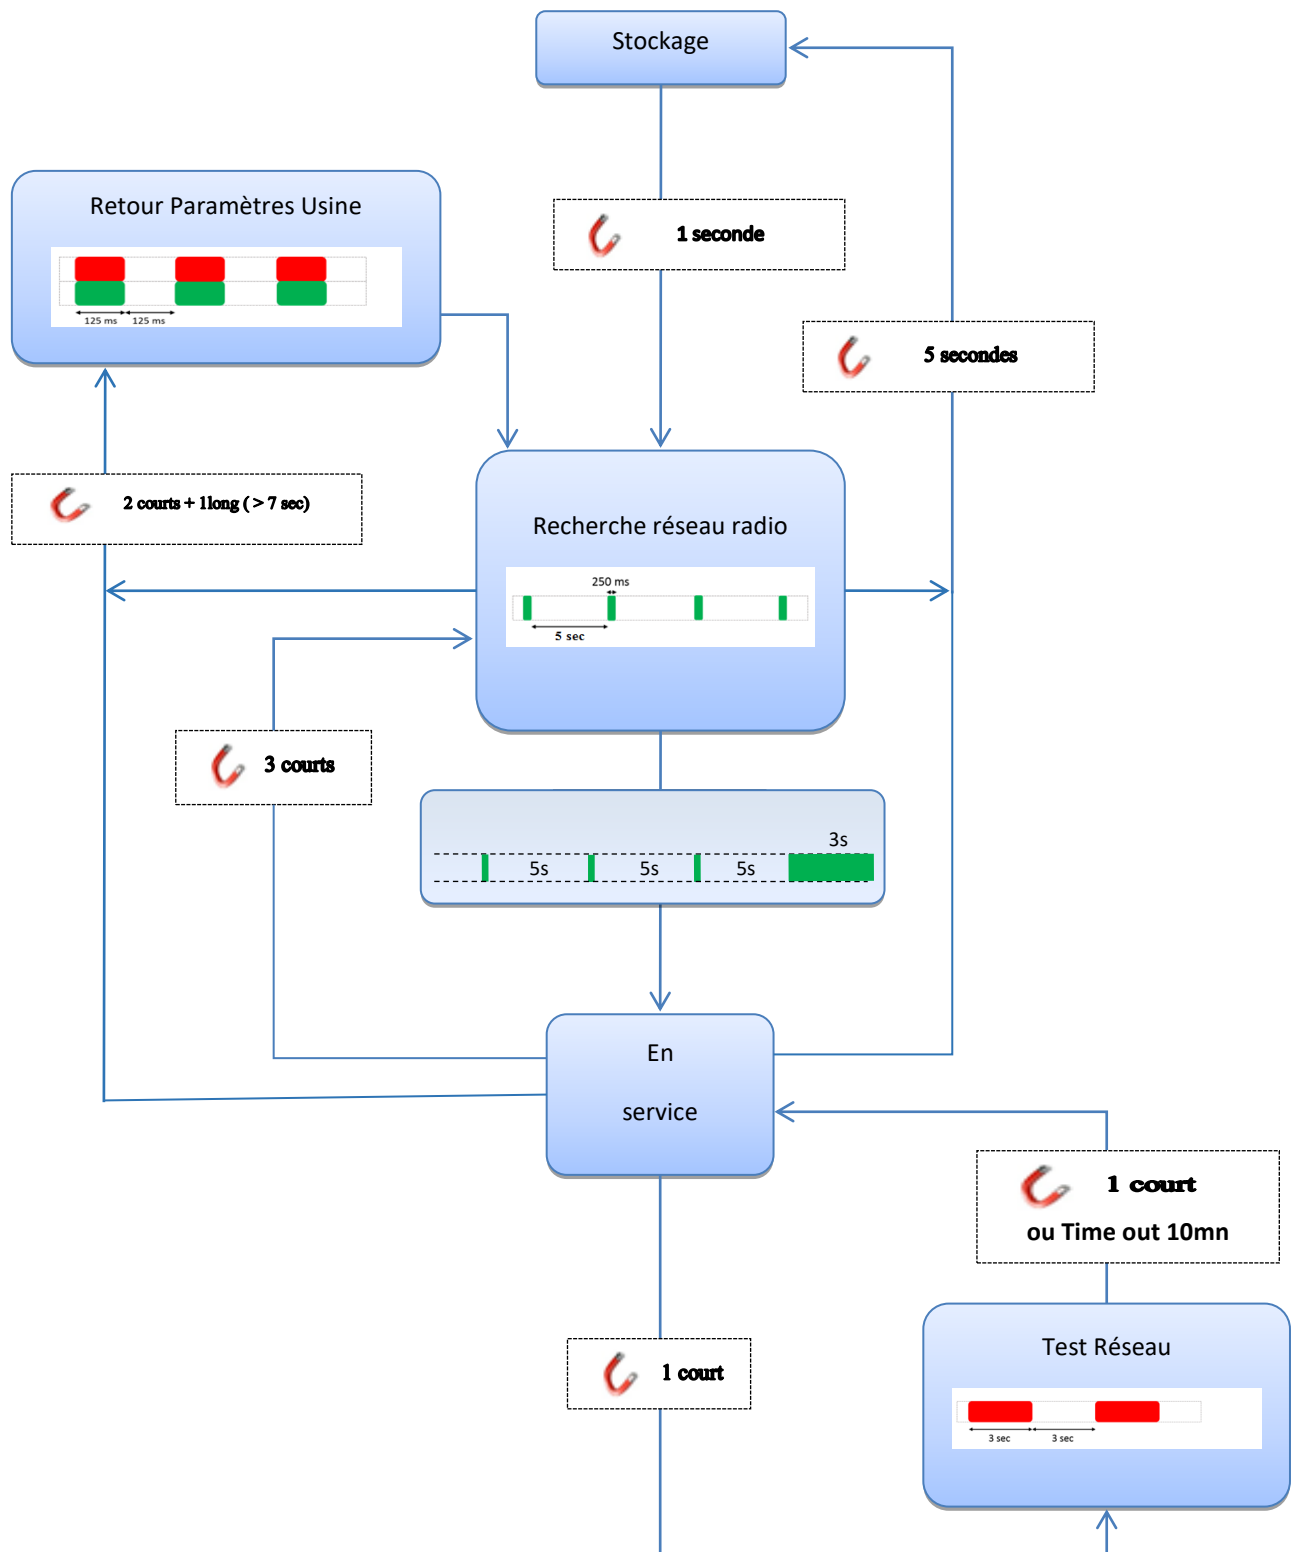 Stockage
1 seconde
Retour Paramètres Usine
125 ms
125 ms
5 secondes
2 courts + 1long ( > 7 sec)
Recherche réseau radio
250 ms
5 sec
3 courts
3s
5s
5s
5s
En
service
1 court
ou Time out 10mn
1 court
Test Réseau
3 sec
3 sec